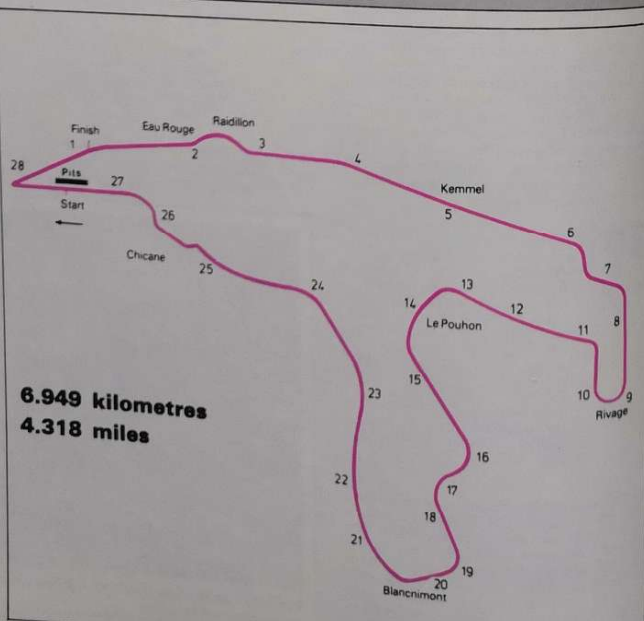 Finish
1
Eau Rouge
Raidillon
2
3
4
Kemmel
5
6
7
8
9
Rivage
10
11
12
13
Le Pouhon
14
15
16
17
18
19
20
Blancnimont
21
22
23
24
25
Chicane
26
27
Pits
Start
28
6.949 kilometres
4.318 miles